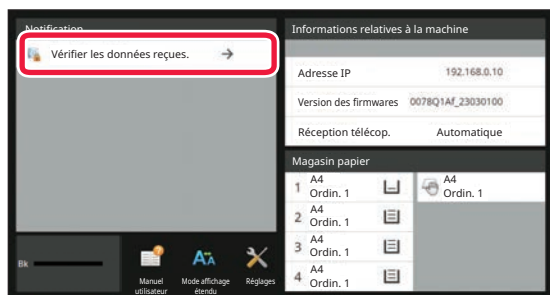 Notification
Vérifier les données reçues.
Informations relatives à la machine
Adresse IP 192.168.0.10
Version des firmwares 0078Q1Af_23030100
Réception télécop. Automatique
Magasin papier
1 A4
Ordin. 1
A4
Ordin. 1
2 A4
Ordin. 1
3 A4
Ordin. 1
4 A4
Ordin. 1
Bk
Manuel
utilisateur
Mode affichage
étendu
Réglages